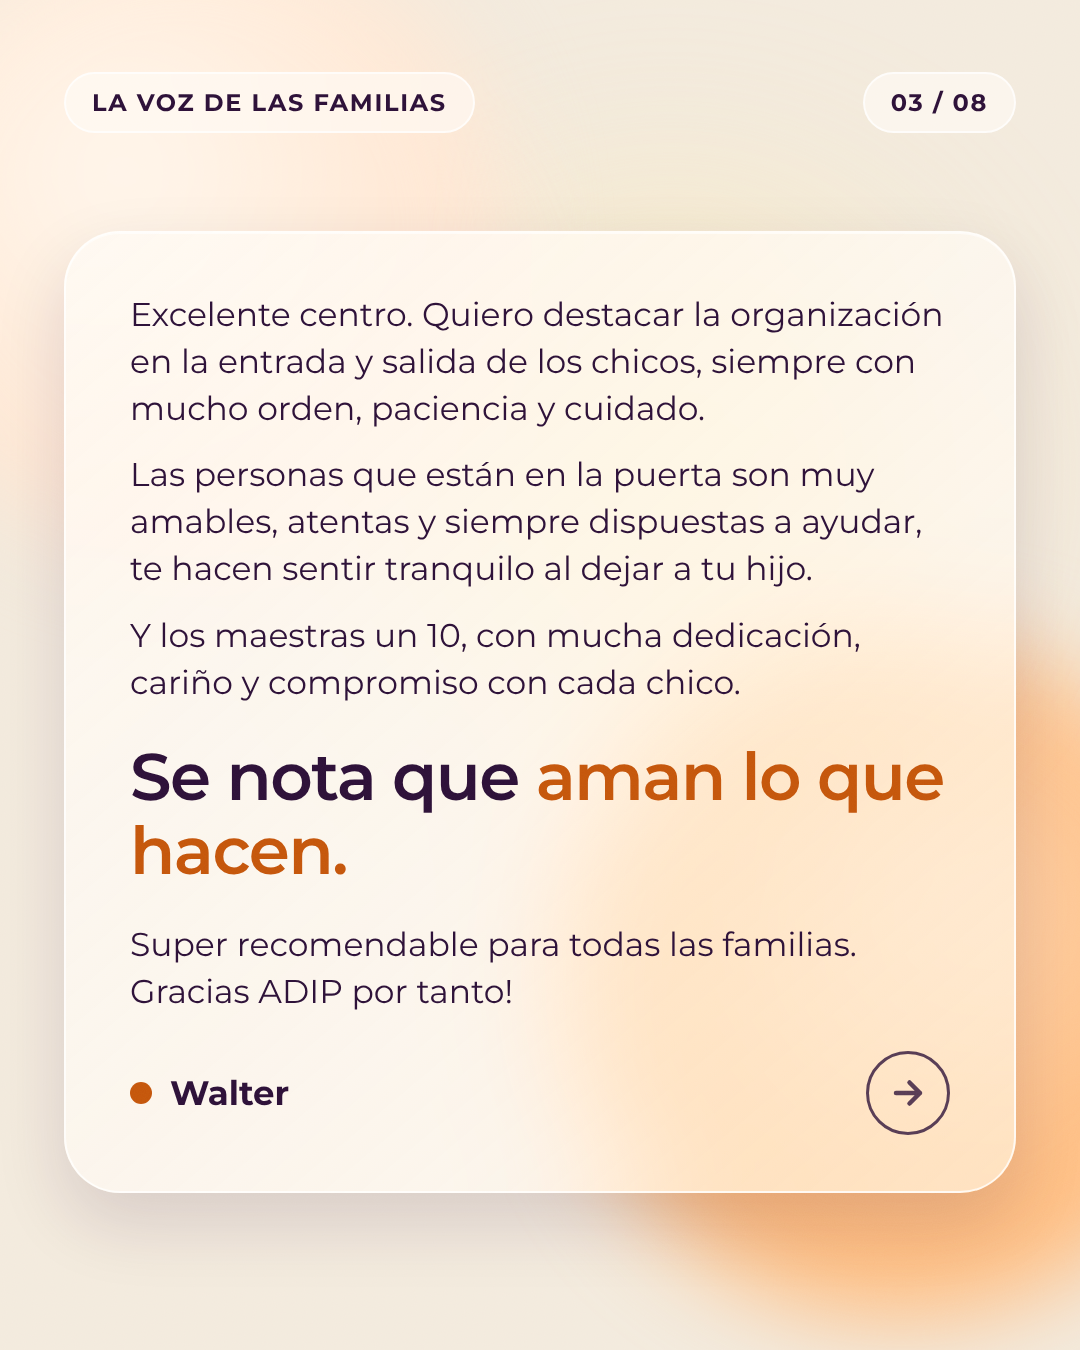 LA VOZ DE LAS FAMILIAS
03 / 08
Excelente centro. Quiero destacar la organización
en la entrada y salida de los chicos, siempre con
mucho orden, paciencia y cuidado.
Las personas que están en la puerta son muy
amables, atentas y siempre dispuestas a ayudar,
te hacen sentir tranquilo al dejar a tu hijo.
Y los maestras un 10, con mucha dedicación,
cariño y compromiso con cada chico.
Se nota que aman lo que
hacen.
Super recomendable para todas las familias.
Gracias ADIP por tanto!
Walter